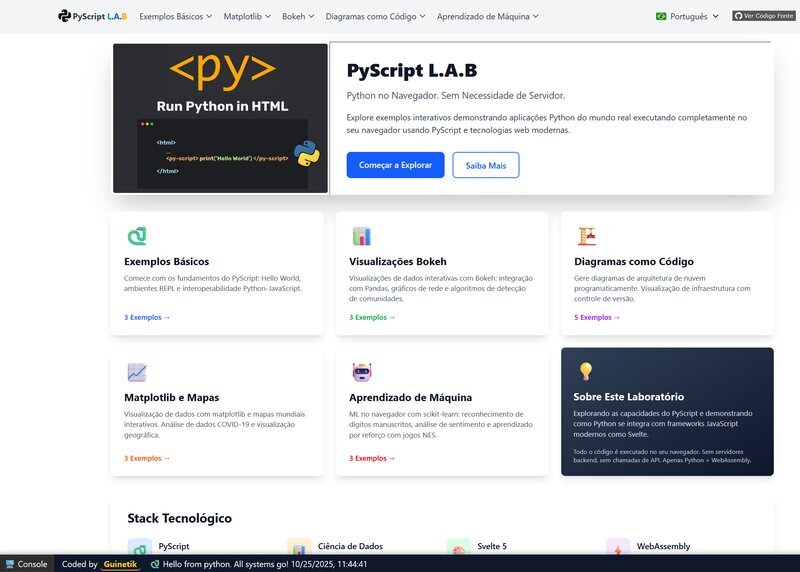 PyScript L.A.B
Exemplos Básicos
Matplotlib
Bokeh
Diagramas como Código
Aprendizado de Máquina
Português
Ver Código Fonte
<py>
Run Python in HTML
<html>
...
<py-script> print('Hello World') </py-script>
</html>
PyScript L.A.B
Python no Navegador. Sem Necessidade de Servidor.
Explore exemplos interativos demonstrando aplicações Python do mundo real executando completamente no
seu navegador usando PyScript e tecnologias web modernas.
Começar a Explorar
Saiba Mais
Exemplos Básicos
Comece com os fundamentos do PyScript: Hello World,
ambientes REPL e interoperabilidade Python-JavaScript.
3 Exemplos →
Visualizações Bokeh
Visualizações de dados interativas com Bokeh: integração
com Pandas, gráficos de rede e algoritmos de detecção
de comunidades.
3 Exemplos →
Diagramas como Código
Gere diagramas de arquitetura de nuvem
programaticamente. Visualização de infraestrutura com
controle de versão.
5 Exemplos →
Matplotlib e Mapas
Visualização de dados com matplotlib e mapas mundiais
interativos. Análise de dados COVID-19 e visualização
geográfica.
3 Exemplos →
Aprendizado de Máquina
ML no navegador com scikit-learn: reconhecimento de
dígitos manuscritos, análise de sentimento e aprendizado
por reforço com jogos NES.
3 Exemplos →
Sobre Este Laboratório
Explorando as capacidades do PyScript e demonstrando
como Python se integra com frameworks JavaScript
modernos como Svelte.
Todo o código é executado no seu navegador. Sem servidores
backend, sem chamadas de API. Apenas Python + WebAssembly.
Stack Tecnológico
PyScript
Ciência de Dados
Svelte 5
WebAssembly
Console
Coded by Guinetik
Hello from python. All systems go! 10/25/2025, 11:44:41